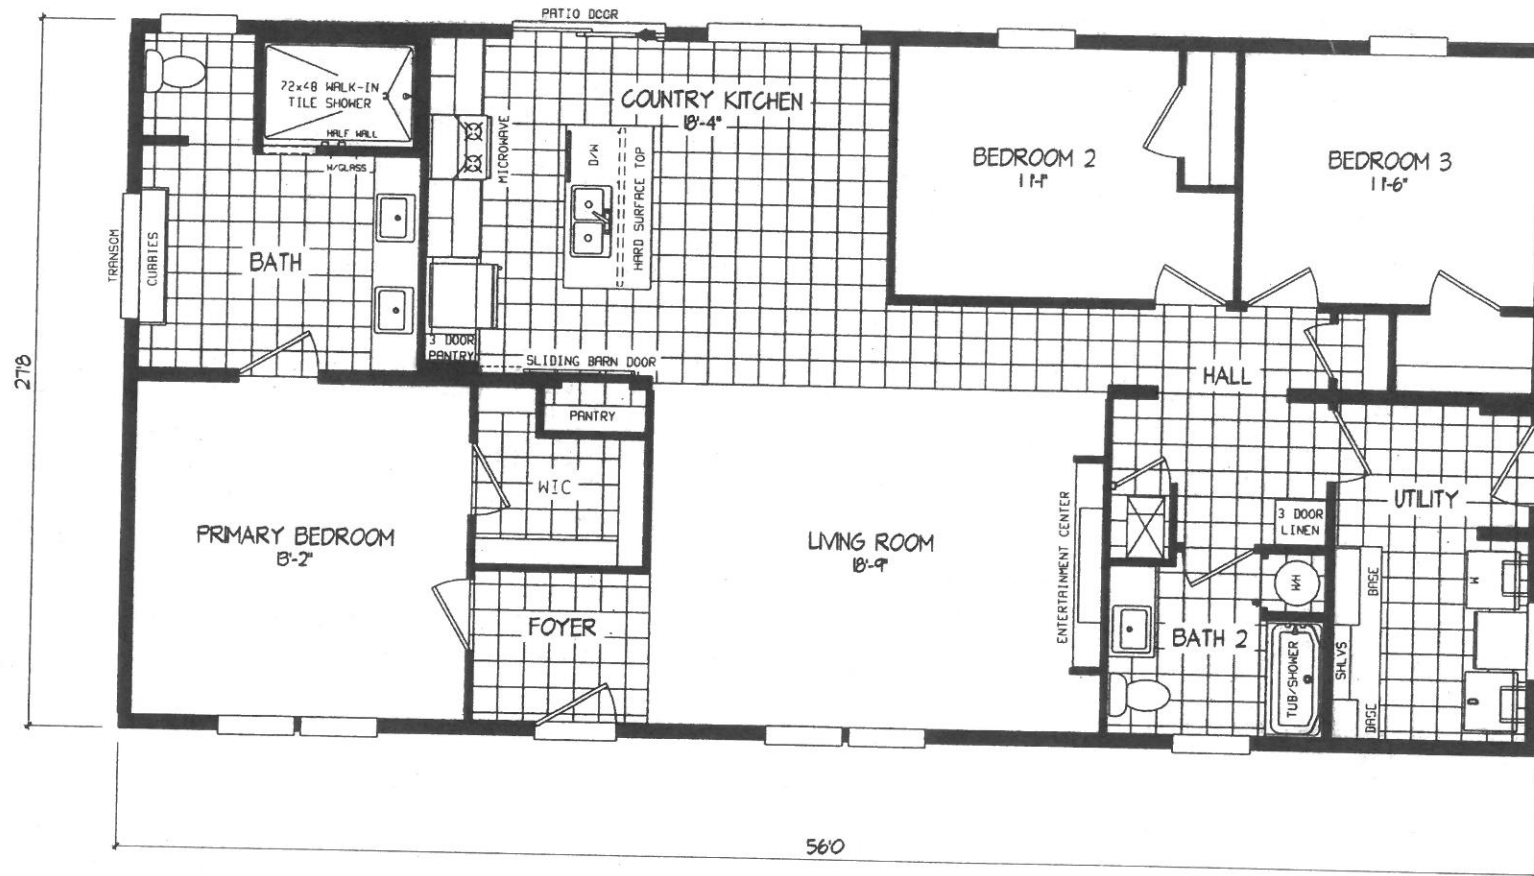 PATIO DOOR
72x48 WALK-IN
TILE SHOWER
HALF WALL
W/GLASS
MICROWAVE
COUNTRY KITCHEN
18'-4"
D/W
HARD SURFACE TOP
BEDROOM 2
11'-1"
BEDROOM 3
11'-6"
TRANSOM
CUBBIES
BATH
3 DOOR
PANTRY
SLIDING BARN DOOR
PANTRY
HALL
27'8
WIC
PRIMARY BEDROOM
13'-2"
LIVING ROOM
18'-9"
ENTERTAINMENT CENTER
3 DOOR
LINEN
UTILITY
W/H
BASE
W
FOYER
BATH 2
TUB/SHOWER
SHLVS
BASE
D
56'0